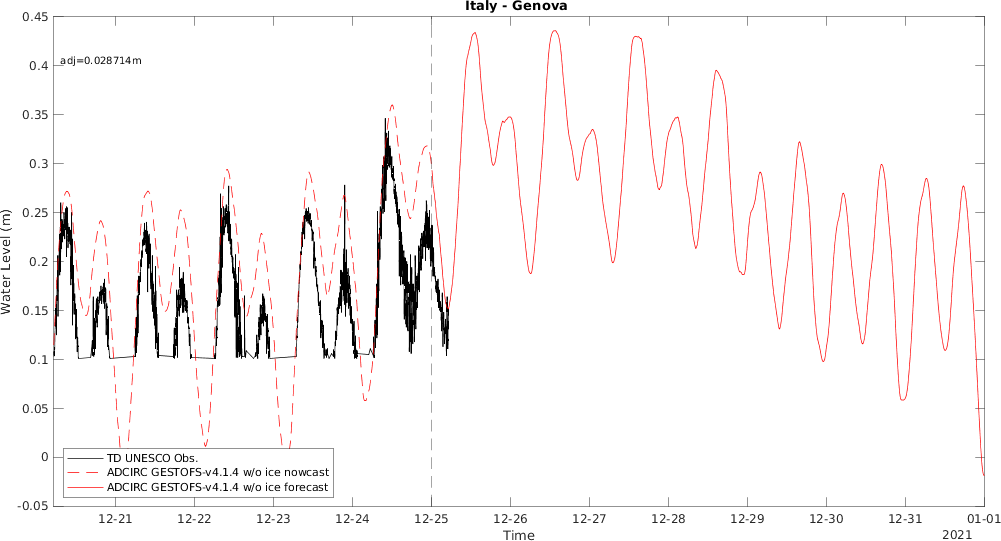 Italy - Genova
0.45
0.4
0.35
0.3
0.25
0.2
0.15
0.1
0.05
0
-0.05
Water Level (m)
adj=0.028714m
TD UNESCO Obs.
ADCIRC GESTOFS-v4.1.4 w/o ice nowcast
ADCIRC GESTOFS-v4.1.4 w/o ice forecast
12-21 12-22 12-23 12-24 12-25 12-26 12-27 12-28 12-29 12-30 12-31 01-01
Time
2021